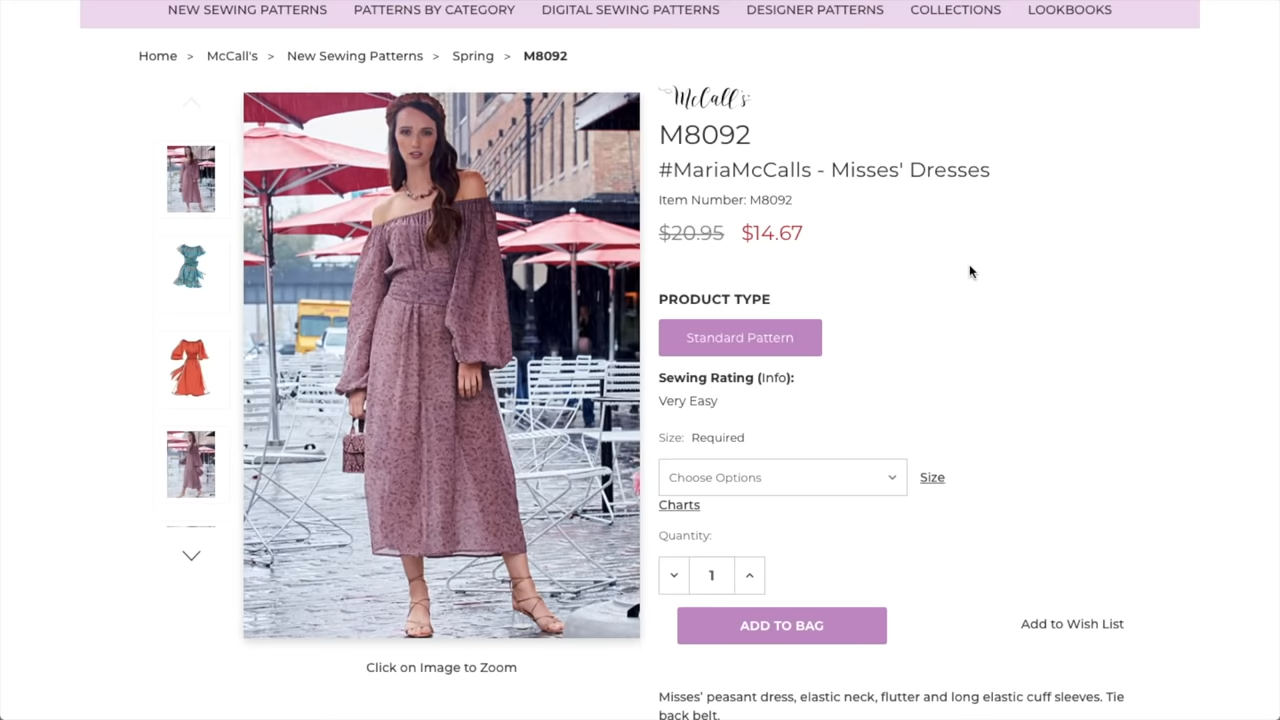 NEW SEWING PATTERNS PATTERNS BY CATEGORY DIGITAL SEWING PATTERNS DESIGNER PATTERNS COLLECTIONS LOOKBOOKS
Home > McCall's > New Sewing Patterns > Spring > M8092
McCall's
M8092
#MariaMcCalls - Misses' Dresses
Item Number: M8092
$20.95 $14.67
PRODUCT TYPE
Standard Pattern
Sewing Rating (Info):
Very Easy
Size: Required
Choose Options Size
Charts
Quantity:
1
ADD TO BAG Add to Wish List
Click on Image to Zoom
Misses’ peasant dress, elastic neck, flutter and long elastic cuff sleeves. Tie
back belt.